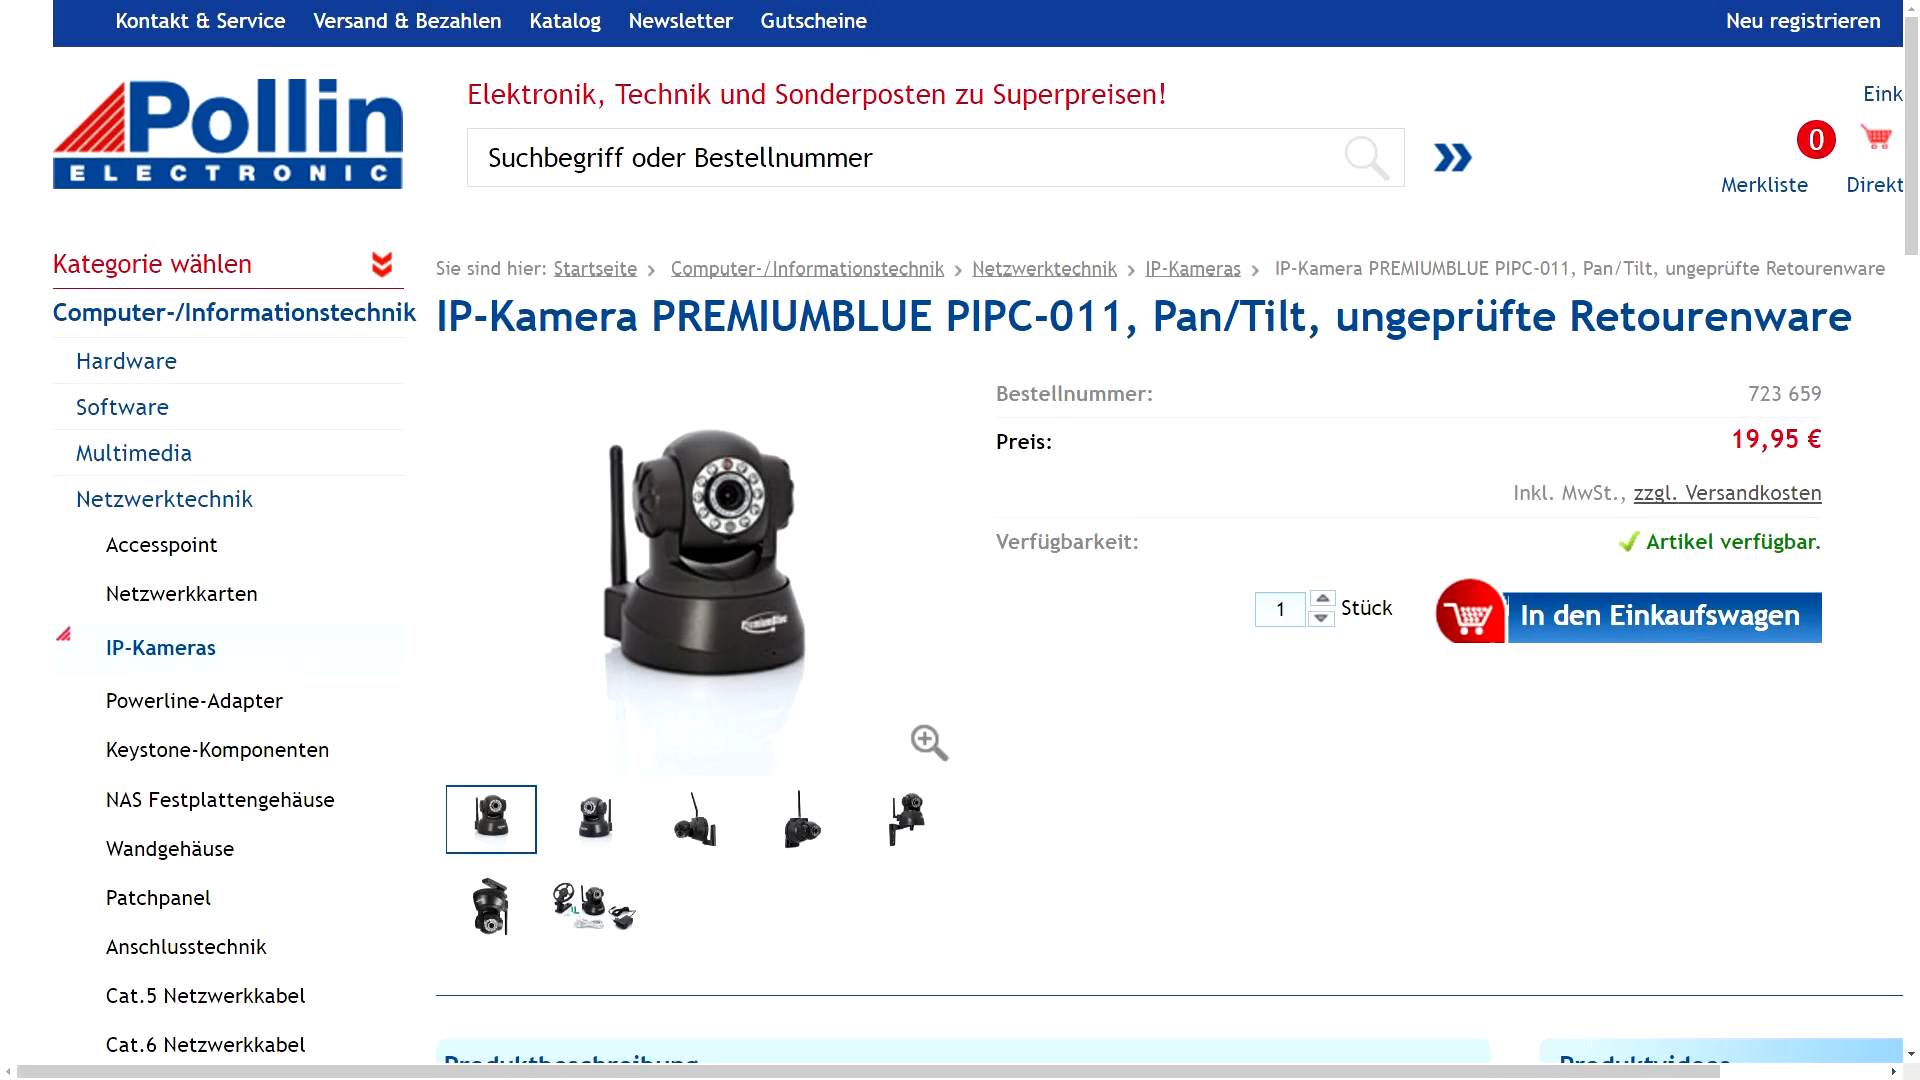 Kontakt & Service Versand & Bezahlen Katalog Newsletter Gutscheine Neu registrieren
Pollin
ELECTRONIC
Elektronik, Technik und Sonderposten zu Superpreisen!
Suchbegriff oder Bestellnummer
Eink
0
Merkliste Direkt
Kategorie wählen
Computer-/Informationstechnik
Hardware
Software
Multimedia
Netzwerktechnik
Accesspoint
Netzwerkkarten
IP-Kameras
Powerline-Adapter
Keystone-Komponenten
NAS Festplattengehäuse
Wandgehäuse
Patchpanel
Anschlusstechnik
Cat.5 Netzwerkkabel
Cat.6 Netzwerkkabel
Sie sind hier: Startseite › Computer-/Informationstechnik › Netzwerktechnik › IP-Kameras › IP-Kamera PREMIUMBLUE PIPC-011, Pan/Tilt, ungeprüfte Retourenware
IP-Kamera PREMIUMBLUE PIPC-011, Pan/Tilt, ungeprüfte Retourenware
PremiumBlue
Bestellnummer: 723 659
Preis: 19,95 €
Inkl. MwSt., zzgl. Versandkosten
Verfügbarkeit: Artikel verfügbar.
1 Stück In den Einkaufswagen
Produktbeschreibung
Produktvideos